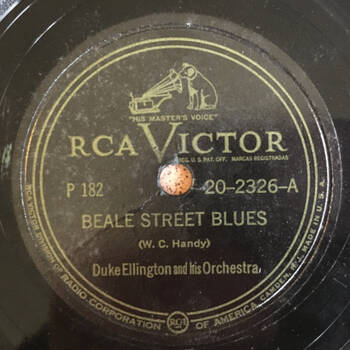 "HIS MASTER'S VOICE"
RCA VICTOR
REG. U.S. PAT. OFF. MARCAS REGISTRADAS
P 182 20-2326-A
BEALE STREET BLUES
(W. C. Handy)
Duke Ellington and his Orchestra
RCA VICTOR DIVISION OF RADIO CORPORATION OF AMERICA, CAMDEN, N. J. MADE IN U. S. A.
RCA